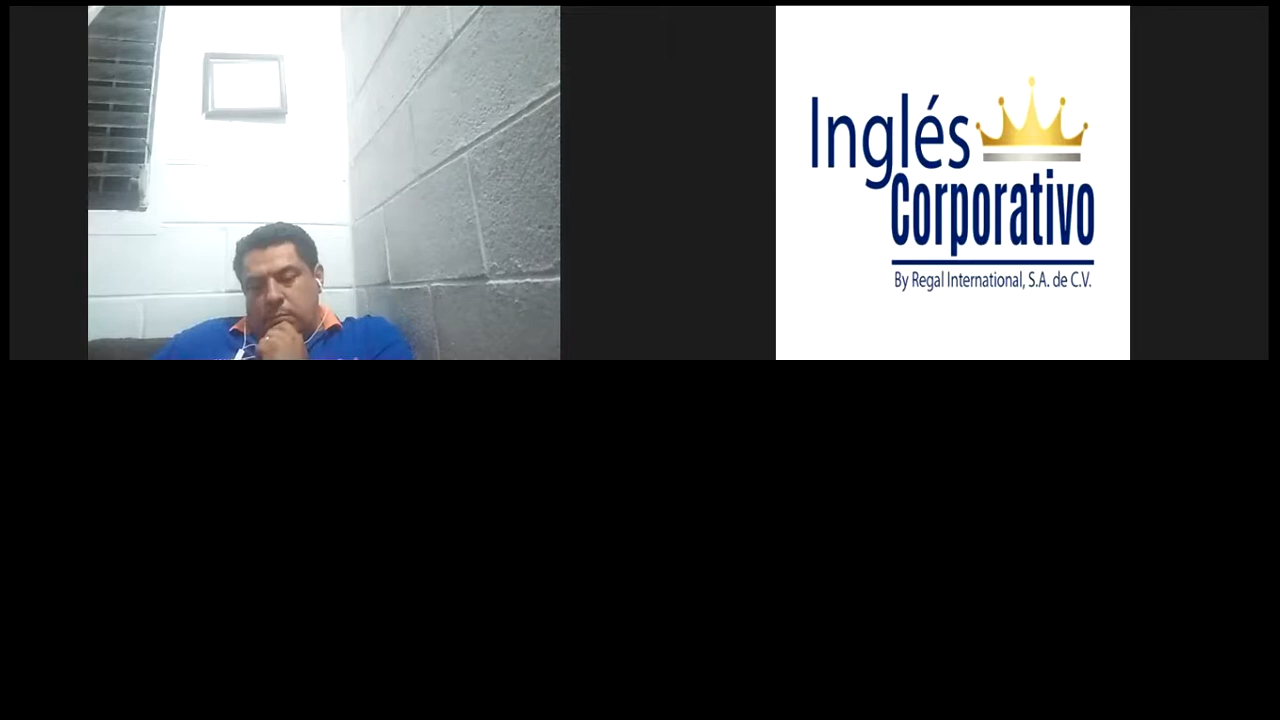 Inglés
Corporativo
By Regal International, S.A. de C.V.